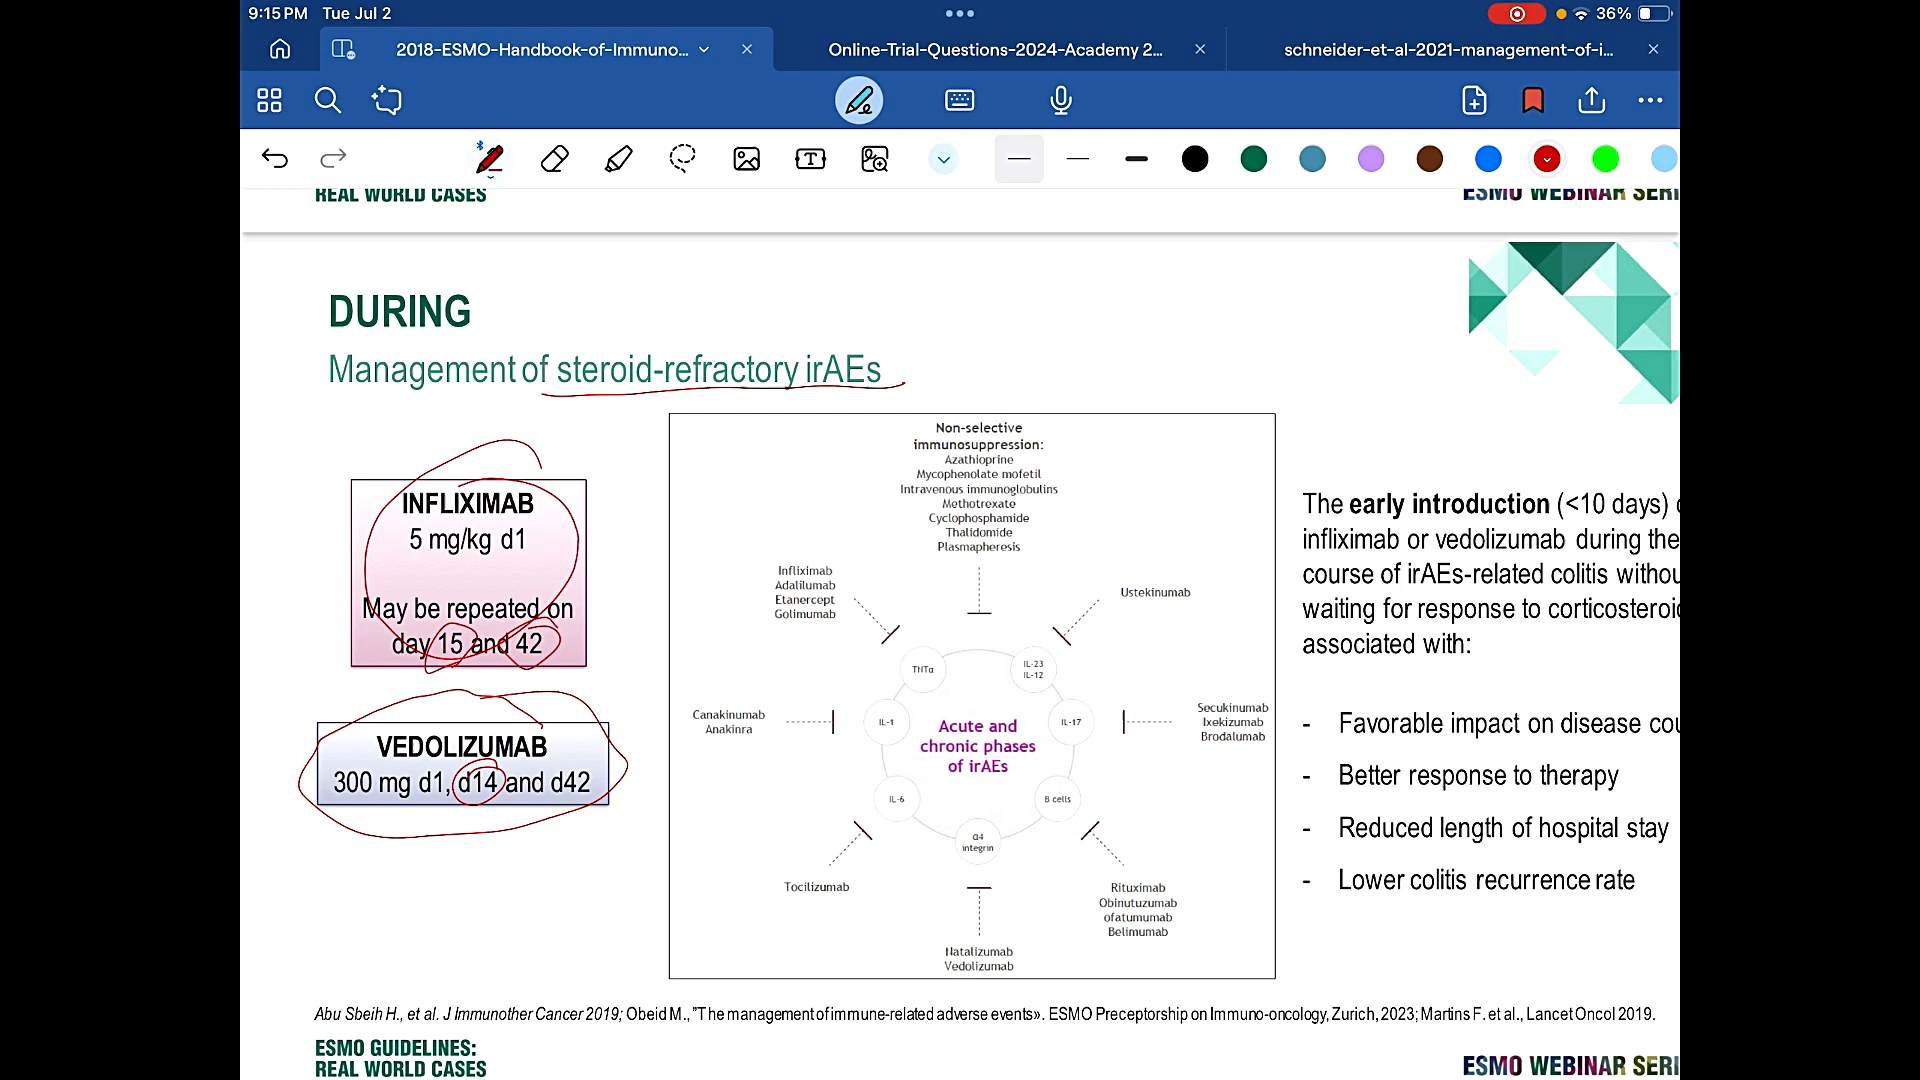 9:15 PM Tue Jul 2
36%
2018-ESMO-Handbook-of-Immuno...
Online-Trial-Questions-2024-Academy 2...
schneider-et-al-2021-management-of-i...
REAL WORLD CASES
ESMO WEBINAR SERI
DURING
Management of steroid-refractory irAEs
INFLIXIMAB
5 mg/kg d1
May be repeated on
day 15 and 42
VEDOLIZUMAB
300 mg d1, d14 and d42
Non-selective
immunosuppression:
Azathioprine
Mycophenolate mofetil
Intravenous immunoglobulins
Methotrexate
Cyclophosphamide
Thalidomide
Plasmapheresis
Infliximab
Adalilumab
Etanercept
Golimumab
Ustekinumab
TNTα
IL-23
IL-12
Canakinumab
Anakinra
IL-1
IL-17
Secukinumab
Ixekizumab
Brodalumab
Acute and
chronic phases
of irAEs
IL-6
B cells
α4
integrin
Tocilizumab
Rituximab
Obinutuzumab
ofatumumab
Belimumab
Natalizumab
Vedolizumab
The early introduction (<10 days)
infliximab or vedolizumab during the
course of irAEs-related colitis withou
waiting for response to corticosteroi
associated with:
- Favorable impact on disease cou
- Better response to therapy
- Reduced length of hospital stay
- Lower colitis recurrence rate
Abu Sbeih H., et al. J Immunother Cancer 2019; Obeid M., "The management of immune-related adverse events». ESMO Preceptorship on Immuno-oncology, Zurich, 2023; Martins F. et al., Lancet Oncol 2019.
ESMO GUIDELINES:
REAL WORLD CASES
ESMO WEBINAR SERI